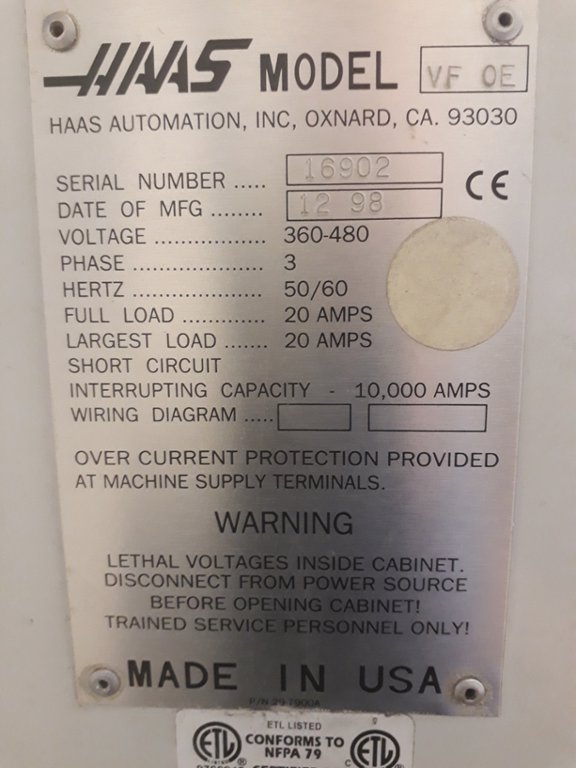 HAAS MODEL VF 0E
HAAS AUTOMATION, INC, OXNARD, CA. 93030
SERIAL NUMBER ..... 16902
CE
DATE OF MFG ........ 12 98
VOLTAGE ................. 360-480
PHASE .................... 3
HERTZ .................... 50/60
FULL LOAD ............. 20 AMPS
LARGEST LOAD ....... 20 AMPS
SHORT CIRCUIT
INTERRUPTING CAPACITY - 10,000 AMPS
WIRING DIAGRAM .....
OVER CURRENT PROTECTION PROVIDED
AT MACHINE SUPPLY TERMINALS.
WARNING
LETHAL VOLTAGES INSIDE CABINET.
DISCONNECT FROM POWER SOURCE
BEFORE OPENING CABINET!
TRAINED SERVICE PERSONNEL ONLY!
MADE IN USA
P/N 29-7900A
ETL LISTED
ETL CONFORMS TO ETL
NFPA 79